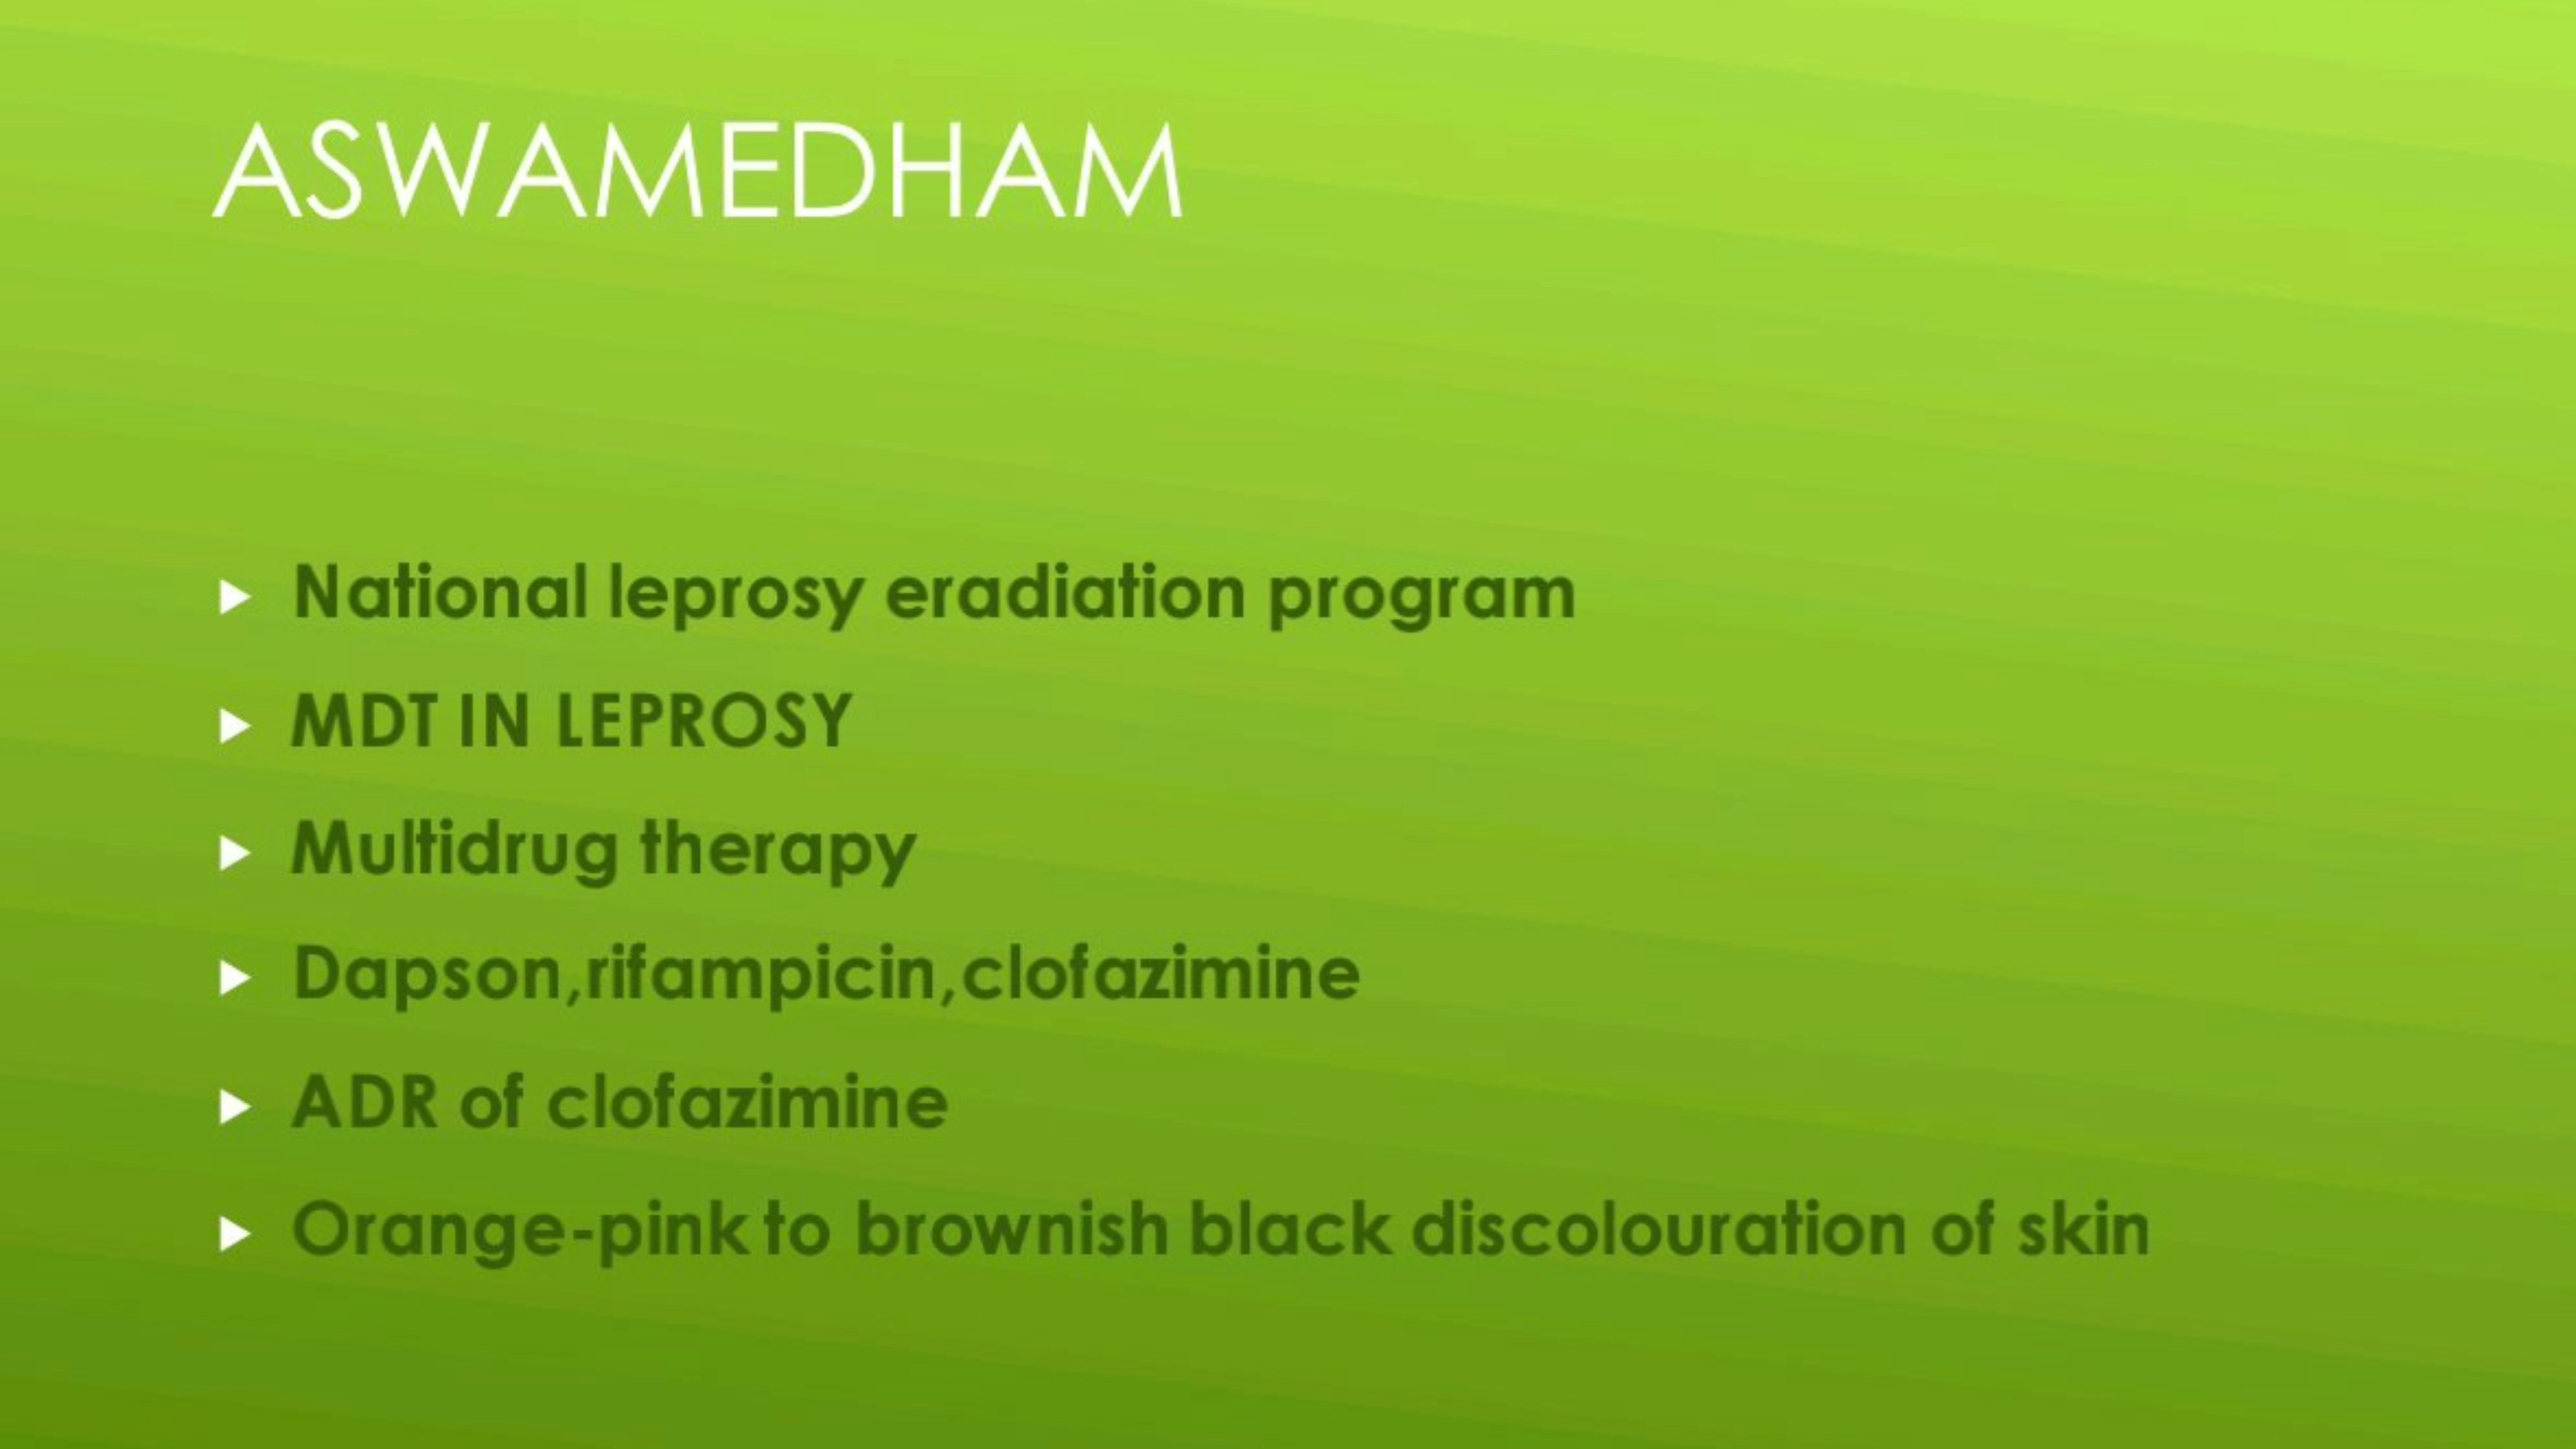 ASWAMEDHAM
National leprosy eradiation program
MDT IN LEPROSY
Multidrug therapy
Dapson,rifampicin,clofazimine
ADR of clofazimine
Orange-pink to brownish black discolouration of skin